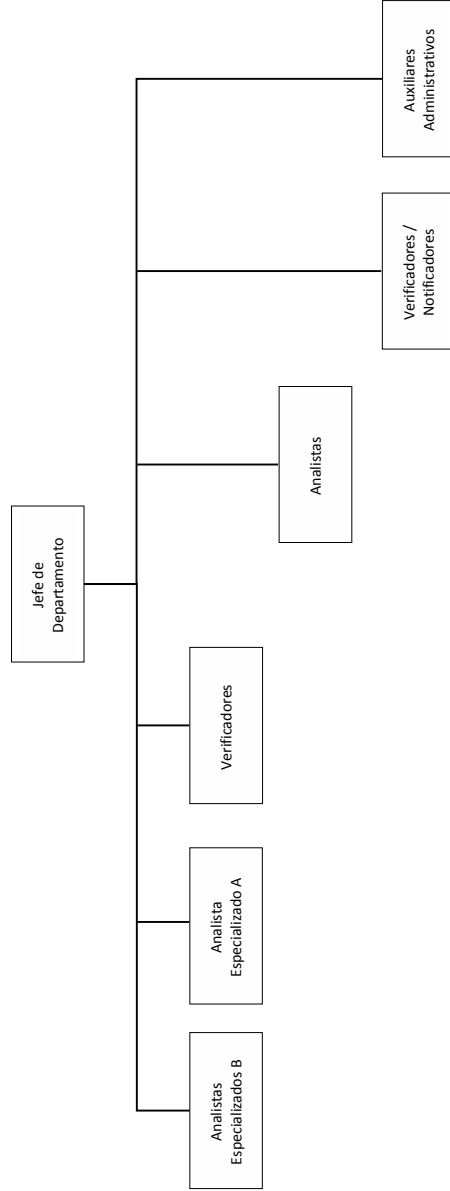 Jefe de
Departamento
Analistas
Especializados B
Analista
Especializado A
Verificadores
Analistas
Verificadores /
Notificadores
Auxiliares
Administrativos